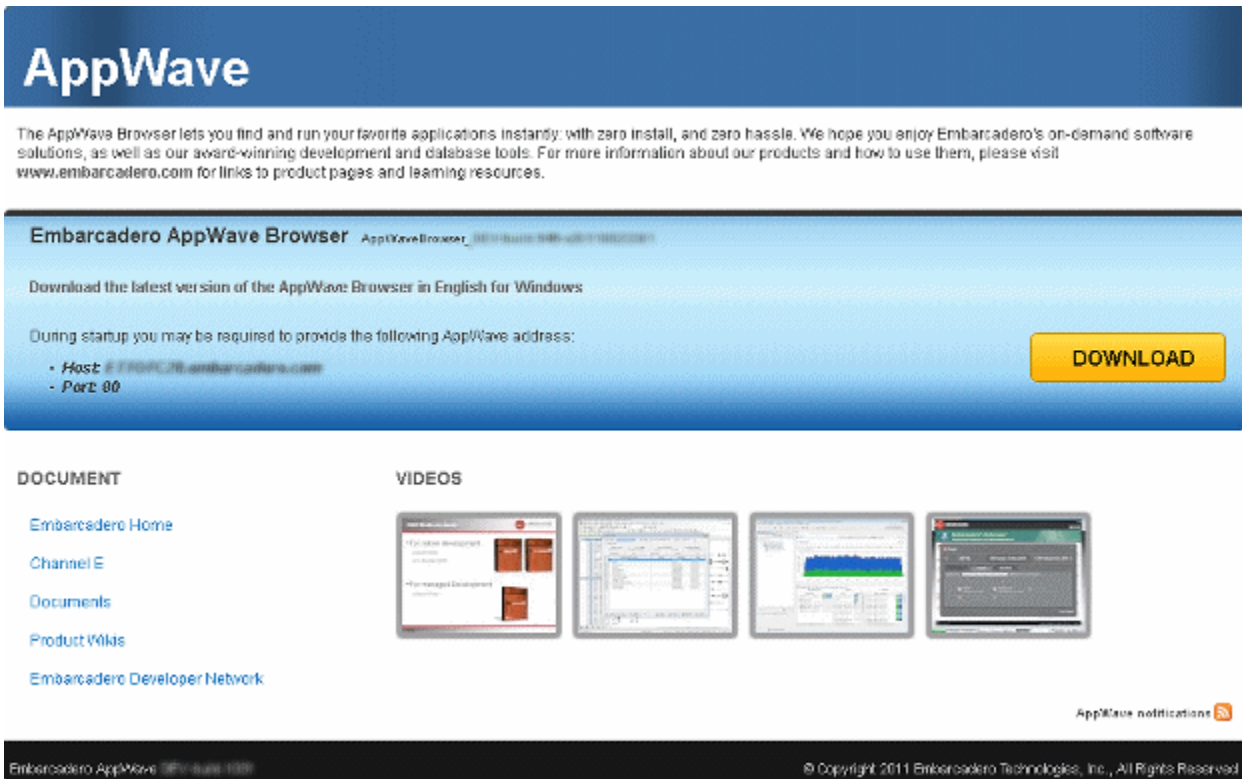 AppWave
The AppWave Browser lets you find and run your favorite applications instantly: with zero install, and zero hassle. We hope you enjoy Embarcadero's on-demand software
solutions, as well as our award-winning development and database tools. For more information about our products and how to use them, please visit
www.embarcadero.com for links to product pages and learning resources.
Embarcadero AppWave Browser AppWaveBrowser_
Download the latest version of the AppWave Browser in English for Windows
During startup you may be required to provide the following AppWave address:
• Host
• Port 80
DOWNLOAD
DOCUMENT
VIDEOS
Embarcadero Home
Channel E
Documents
Product Wikis
Embarcadero Developer Network
• For managed Development
AppWave notifications
Embarcadero AppWave
© Copyright 2011 Embarcadero Technologies, Inc., All Rights Reserved